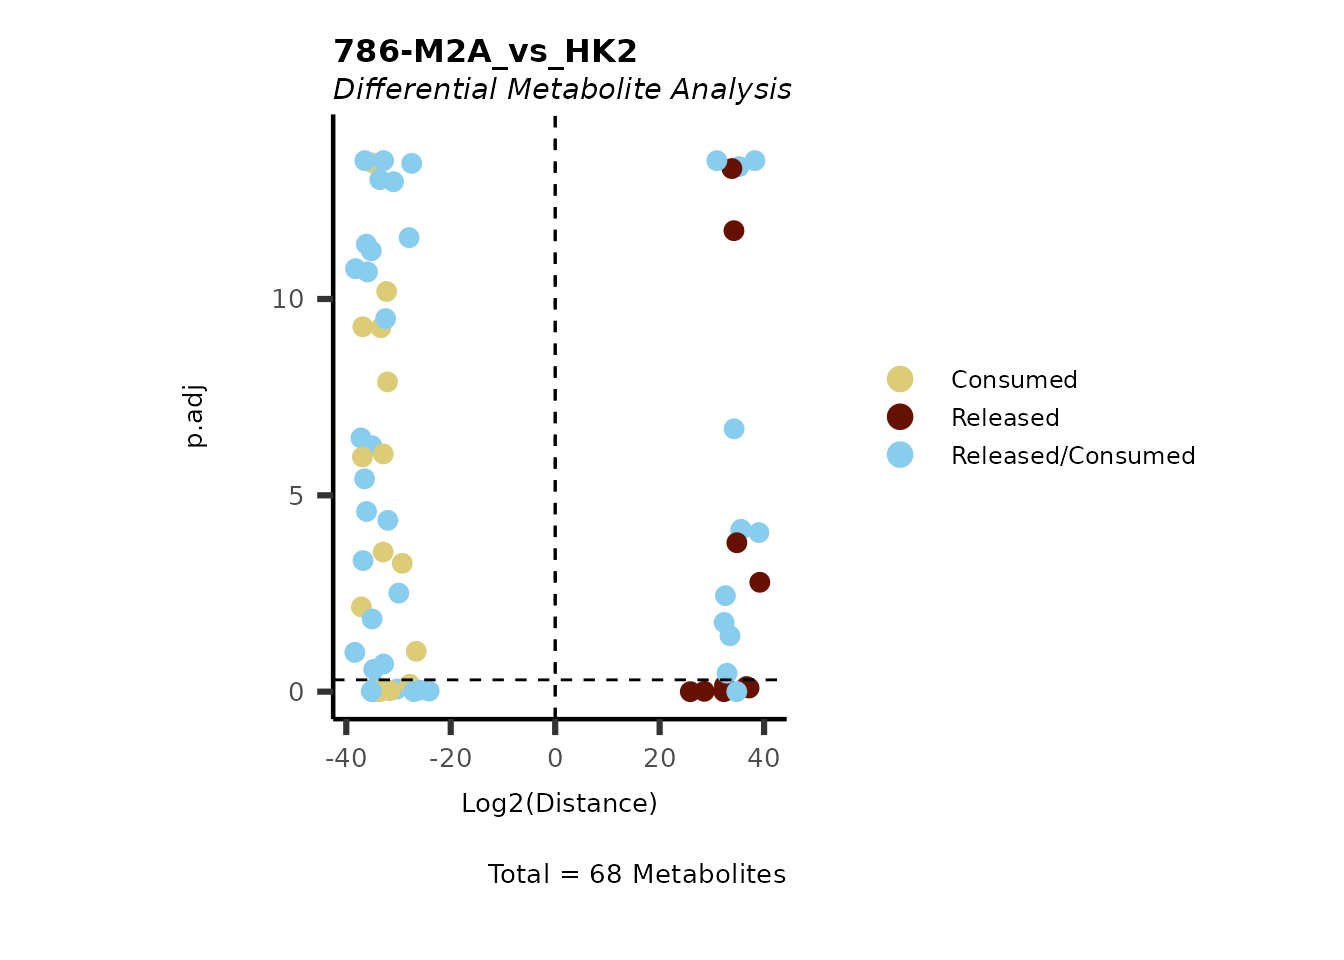 786-M2A_vs_HK2
Differential Metabolite Analysis
10
5
0
p.adj
-40
-20
0
20
40
Log2(Distance)
Consumed
Released
Released/Consumed
Total = 68 Metabolites